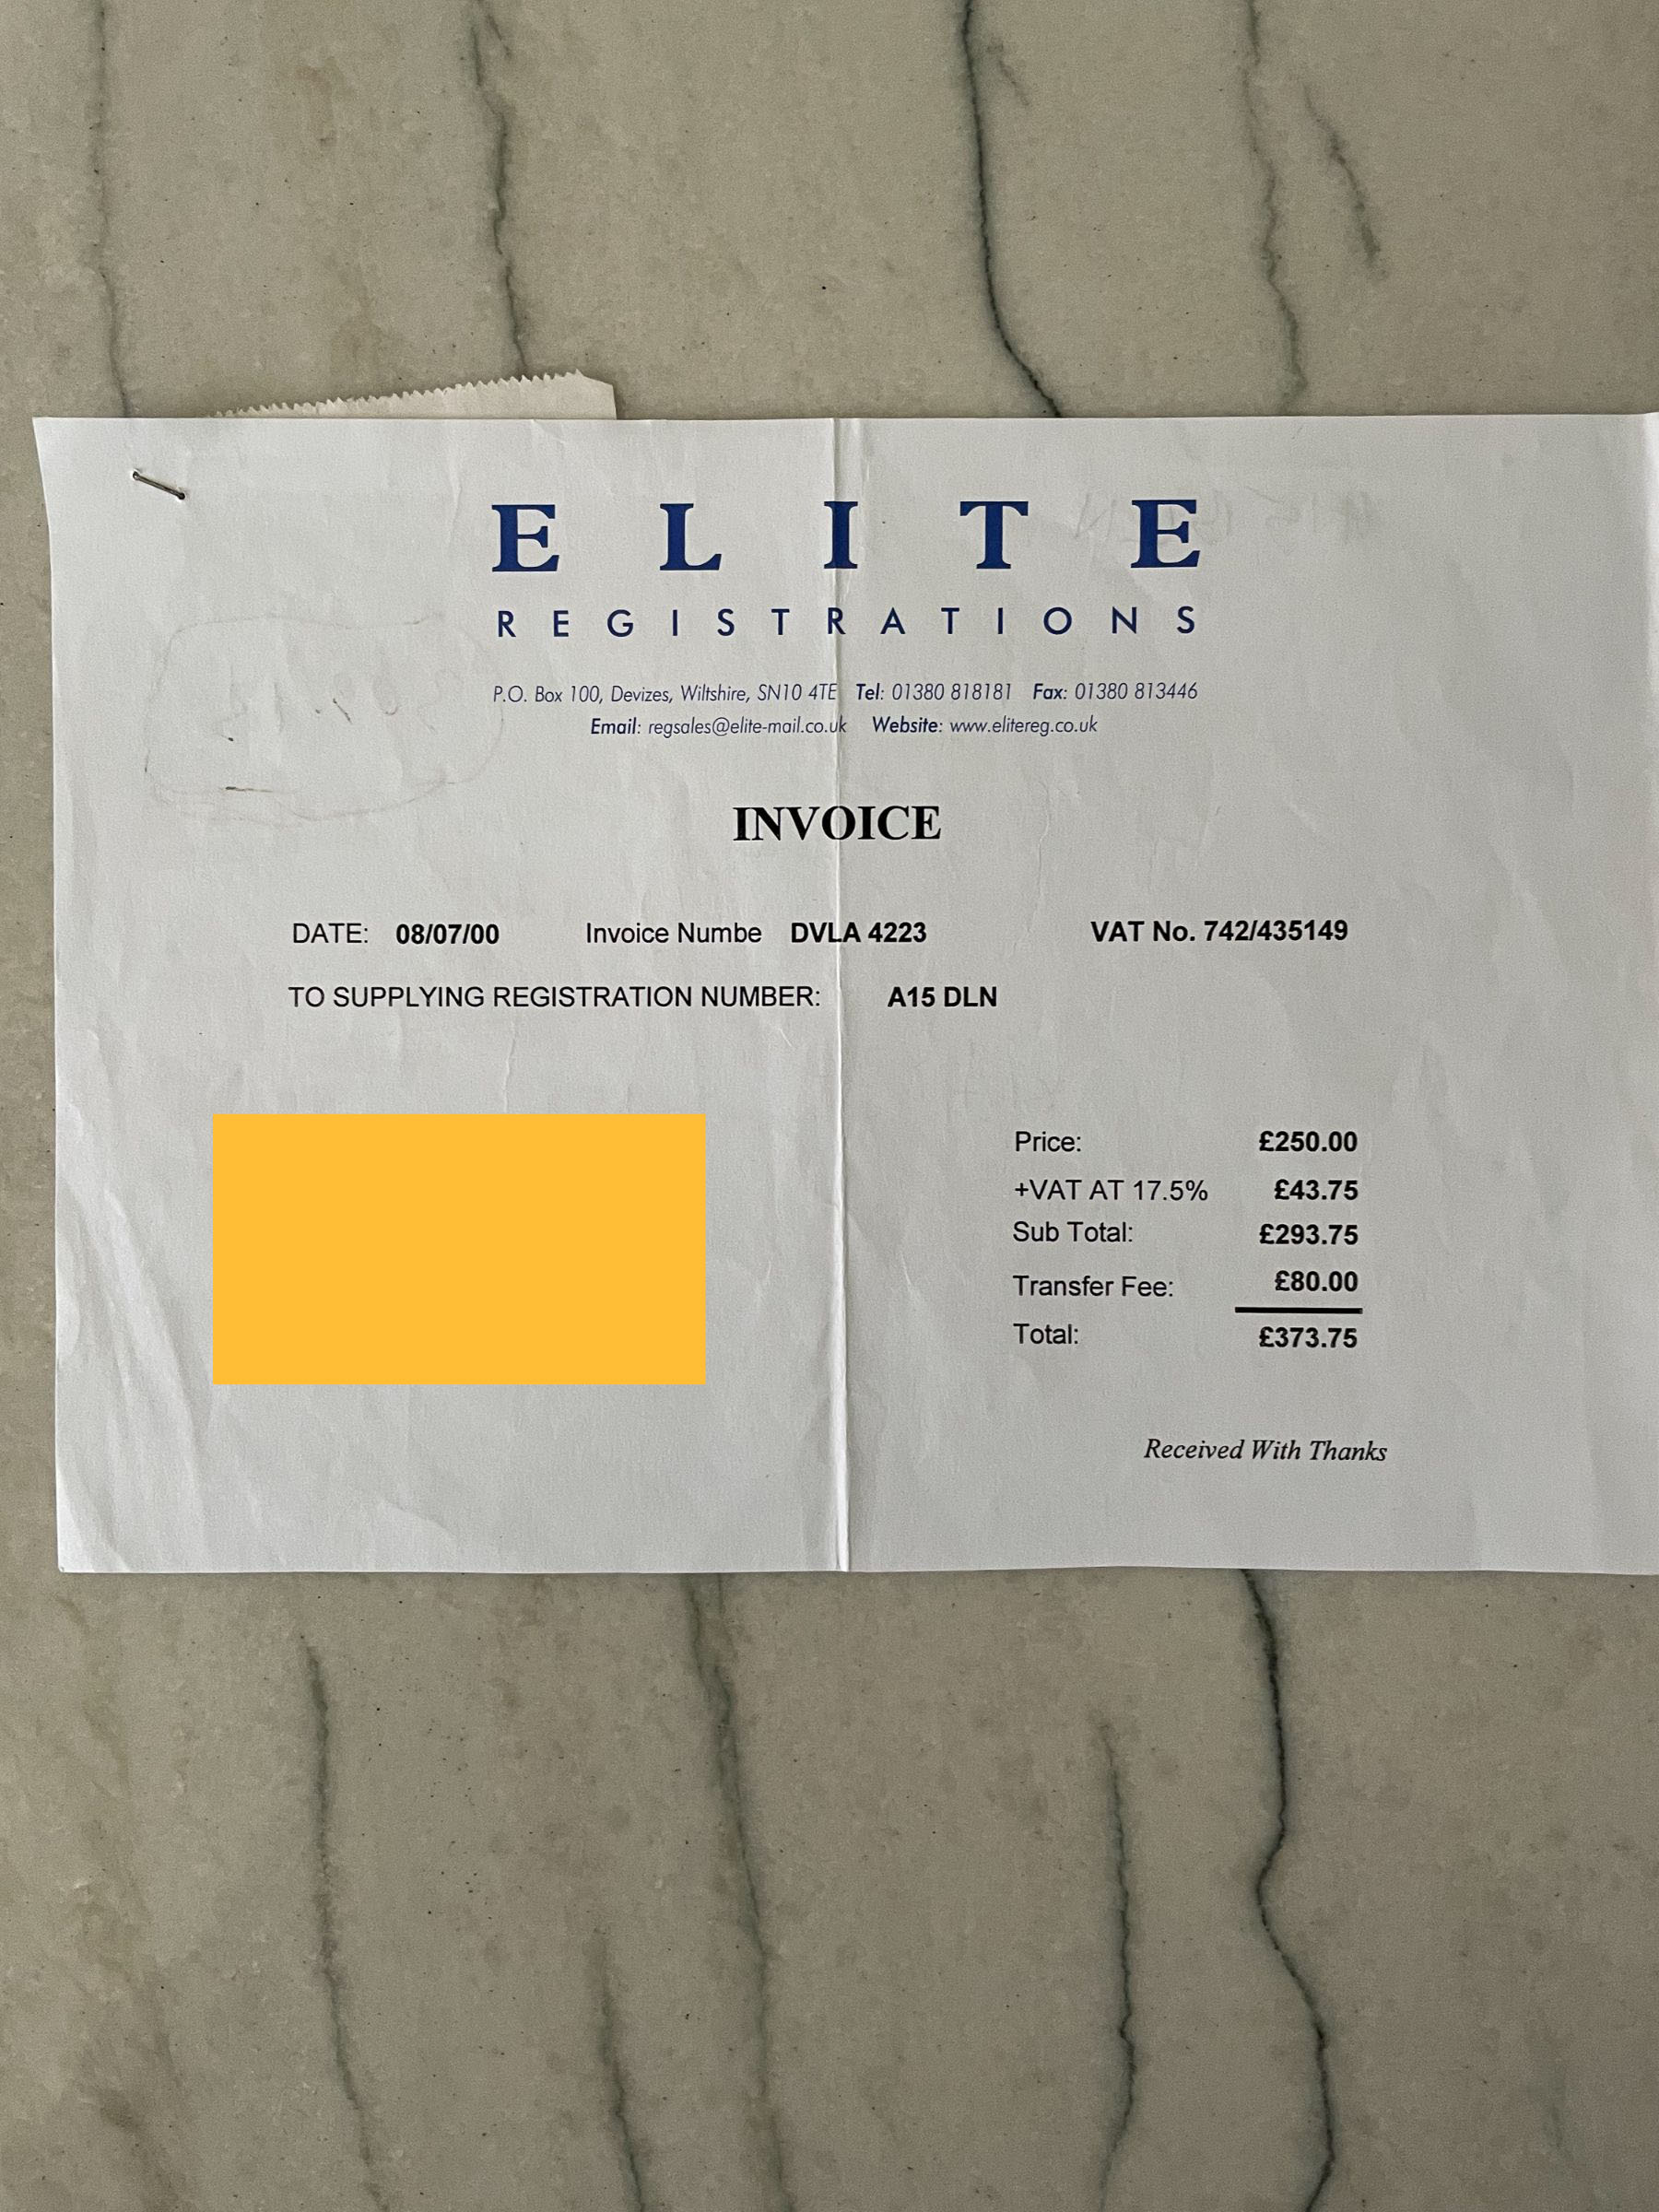 ELITE
REGISTRATIONS
P.O. Box 100, Devizes, Wiltshire, SN10 4TE Tel: 01380 818181 Fax: 01380 813446
Email: regsales@elite-mail.co.uk Website: www.elitereg.co.uk
INVOICE
DATE: 08/07/00 Invoice Numbe DVLA 4223 VAT No. 742/435149
TO SUPPLYING REGISTRATION NUMBER: A15 DLN
Price: £250.00
+VAT AT 17.5% £43.75
Sub Total: £293.75
Transfer Fee: £80.00
Total: £373.75
Received With Thanks